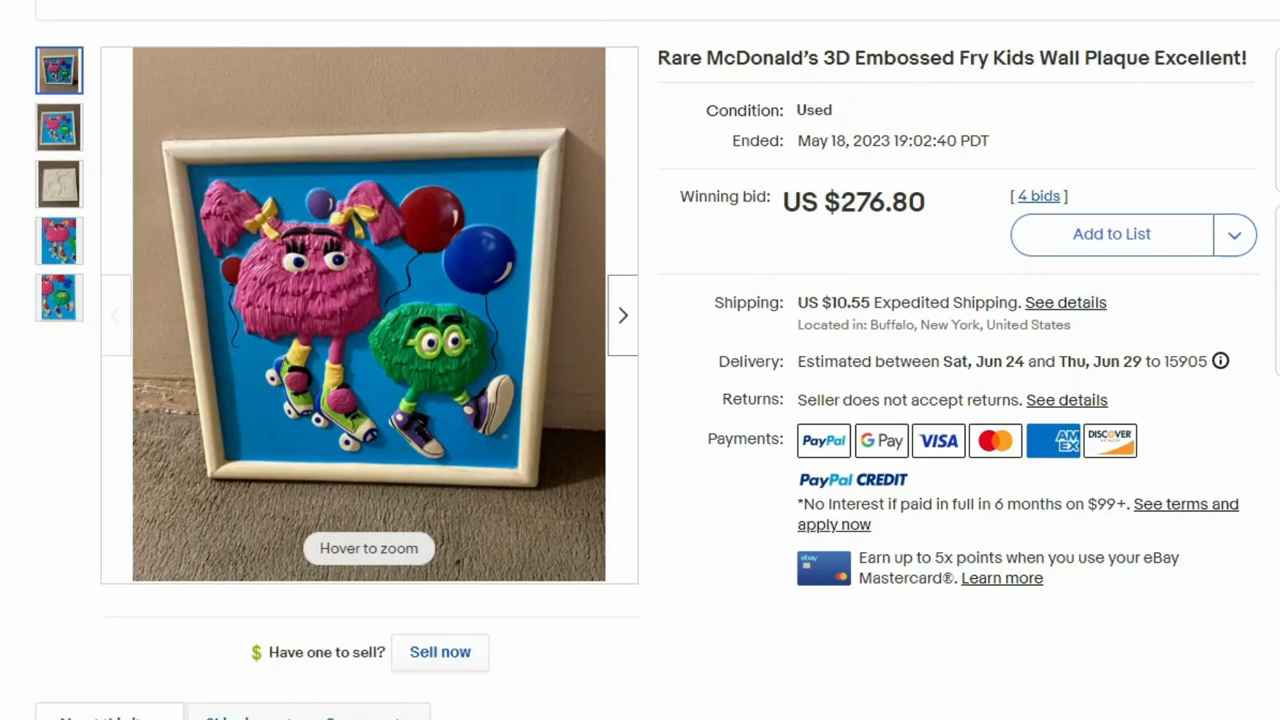 Rare McDonald's 3D Embossed Fry Kids Wall Plaque Excellent!
Condition: Used
Ended: May 18, 2023 19:02:40 PDT
Winning bid: US $276.80 [ 4 bids ]
Add to List
Shipping: US $10.55 Expedited Shipping. See details
Located in: Buffalo, New York, United States
Delivery: Estimated between Sat, Jun 24 and Thu, Jun 29 to 15905
Returns: Seller does not accept returns. See details
Payments: PayPal G Pay VISA AM EX DISCOVER
PayPal CREDIT
*No Interest if paid in full in 6 months on $99+. See terms and
apply now
ebay
Earn up to 5x points when you use your eBay
Mastercard®. Learn more
Hover to zoom
$ Have one to sell? Sell now